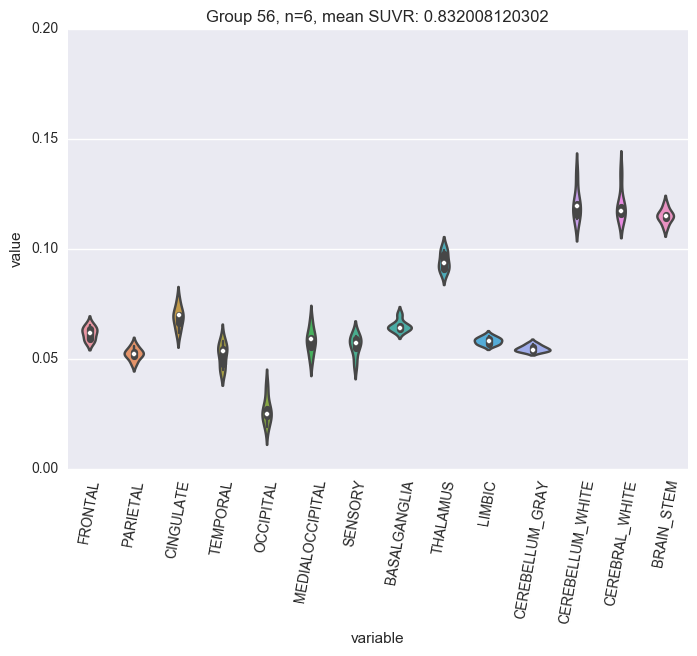 Group 56, n=6, mean SUVR: 0.832008120302
0.20
0.15
0.10
0.05
0.00
value
FRONTAL
PARIETAL
CINGULATE
TEMPORAL
OCCIPITAL
MEDIALOCCIPITAL
SENSORY
BASALGANGLIA
THALAMUS
LIMBIC
CEREBELLUM_GRAY
CEREBELLUM_WHITE
CEREBRAL_WHITE
BRAIN_STEM
variable